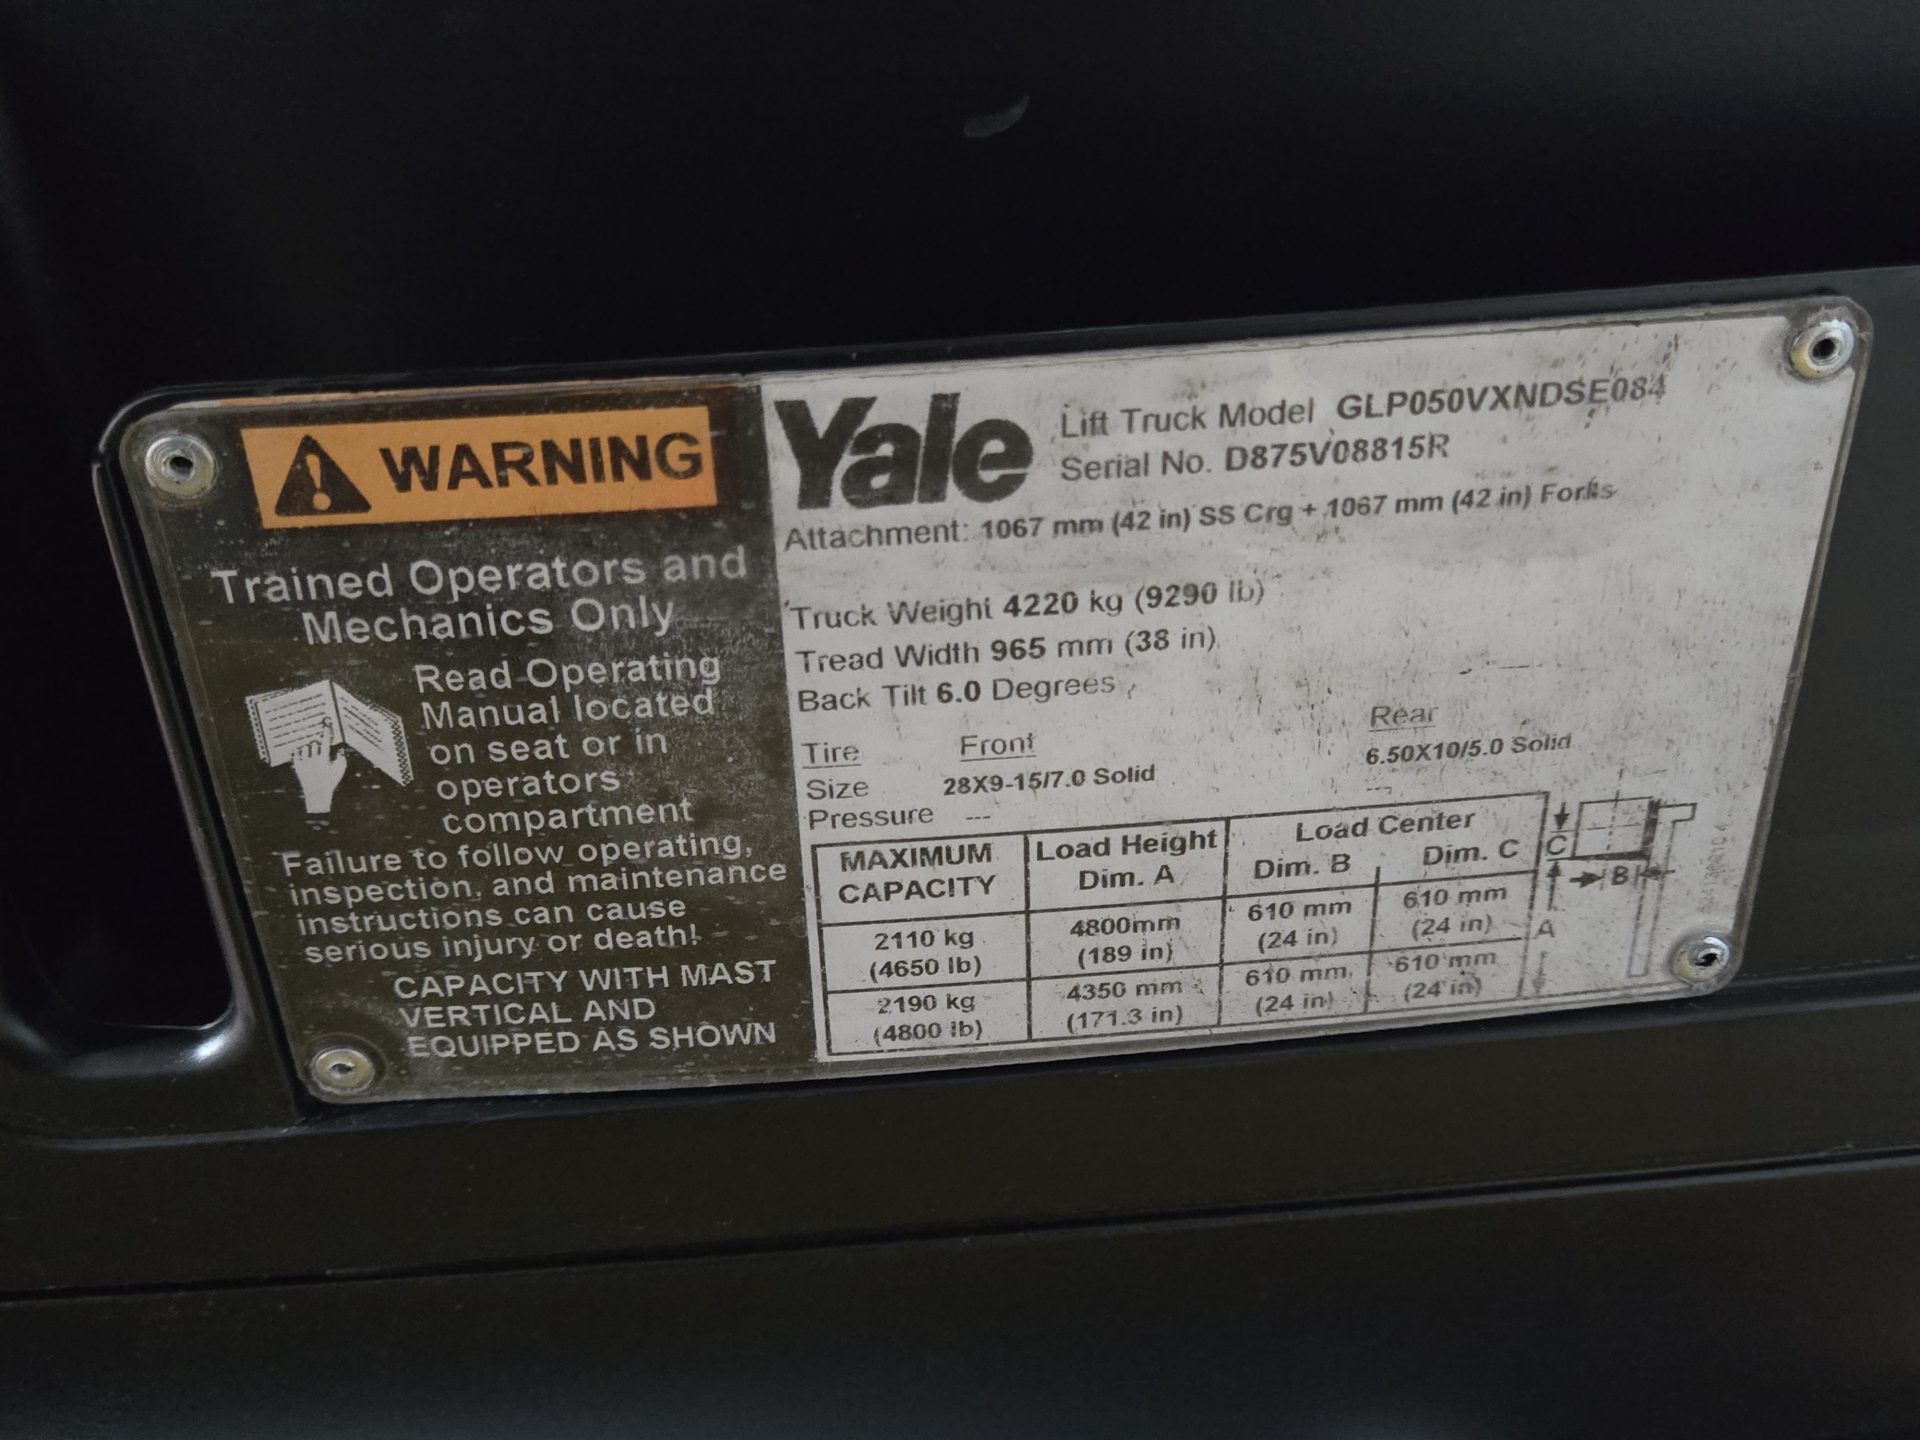 WARNING
Trained Operators and
Mechanics Only
Read Operating
Manual located
on seat or in
operators
compartment
Failure to follow operating,
inspection, and maintenance
instructions can cause
serious injury or death!
CAPACITY WITH MAST
VERTICAL AND
EQUIPPED AS SHOWN
Yale
Lift Truck Model GLP050VXNDSE084
Serial No. D875V08815R
Attachment: 1067 mm (42 in) SS Crg + 1067 mm (42 in) Forks
Truck Weight 4220 kg (9290 lb)
Tread Width 965 mm (38 in)
Back Tilt 6.0 Degrees
Tire Front Rear
Size 28X9-15/7.0 Solid 6.50X10/5.0 Solid
Pressure --- ---
MAXIMUM CAPACITY Load Height Dim. A Load Center Dim. B Dim. C
2110 kg 4800mm 610 mm 610 mm
(4650 lb) (189 in) (24 in) (24 in)
2190 kg 4350 mm 610 mm 610 mm
(4800 lb) (171.3 in) (24 in) (24 in)
C
B
A